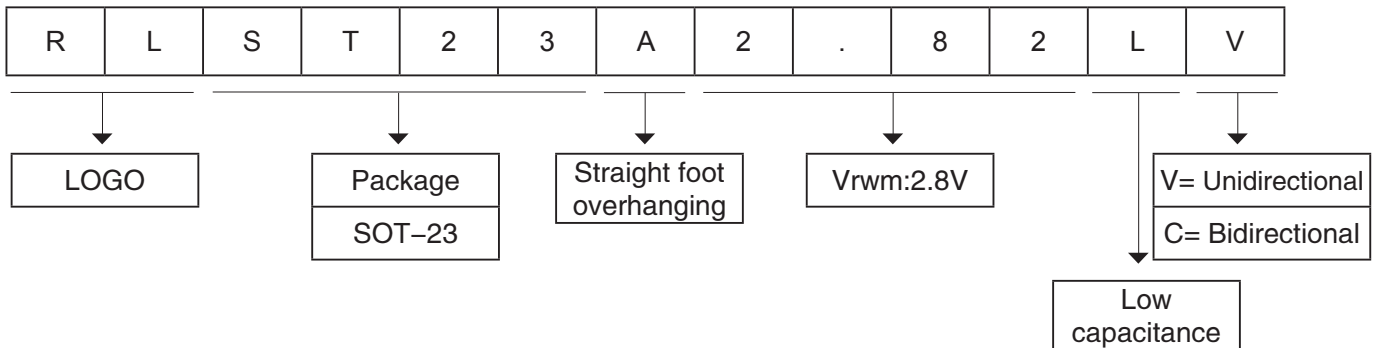 R L S T 2 3 A 2 . 8 2 L V
LOGO
Package
SOT–23
Straight foot
overhanging
Vrwm:2.8V
V= Unidirectional
C= Bidirectional
Low
capacitance